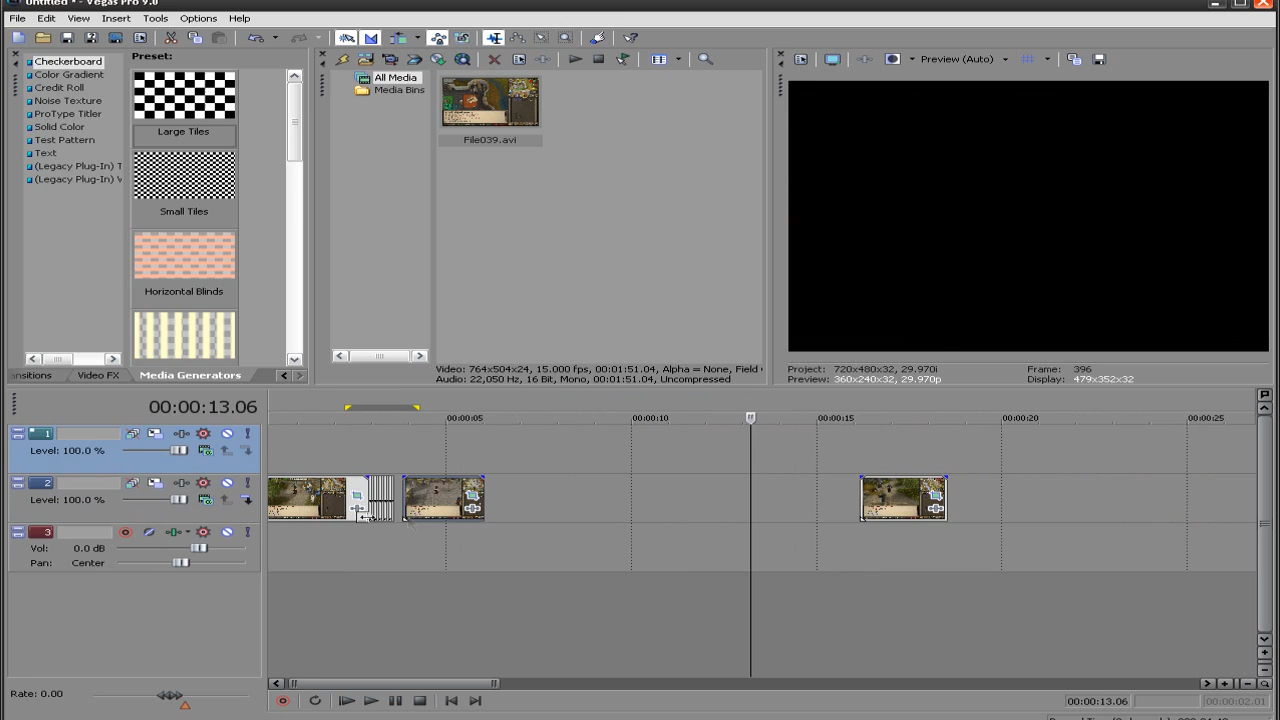 Untitled * - Vegas Pro 9.0
File Edit View Insert Tools Options Help
Checkerboard
Color Gradient
Credit Roll
Noise Texture
ProType Titler
Solid Color
Test Pattern
Text
(Legacy Plug-In) T
(Legacy Plug-In) V
Preset:
Large Tiles
Small Tiles
Horizontal Blinds
ansitions Video FX Media Generators
All Media
Media Bins
File039.avi
Video: 764x504x24, 15.000 fps, 00:01:51.04, Alpha = None, Field
Audio: 22,050 Hz, 16 Bit, Mono, 00:01:51.04, Uncompressed
Preview (Auto)
Project: 720x480x32, 29.970i
Preview: 360x240x32, 29.970p
Frame: 396
Display: 479x352x32
00:00:13.06
00:00:05 00:00:10 00:00:15 00:00:20 00:00:25
1
Level: 100.0 %
2
Level: 100.0 %
3
Vol: 0.0 dB
Pan: Center
Rate: 0.00
00:00:13.06 00:00:02.01